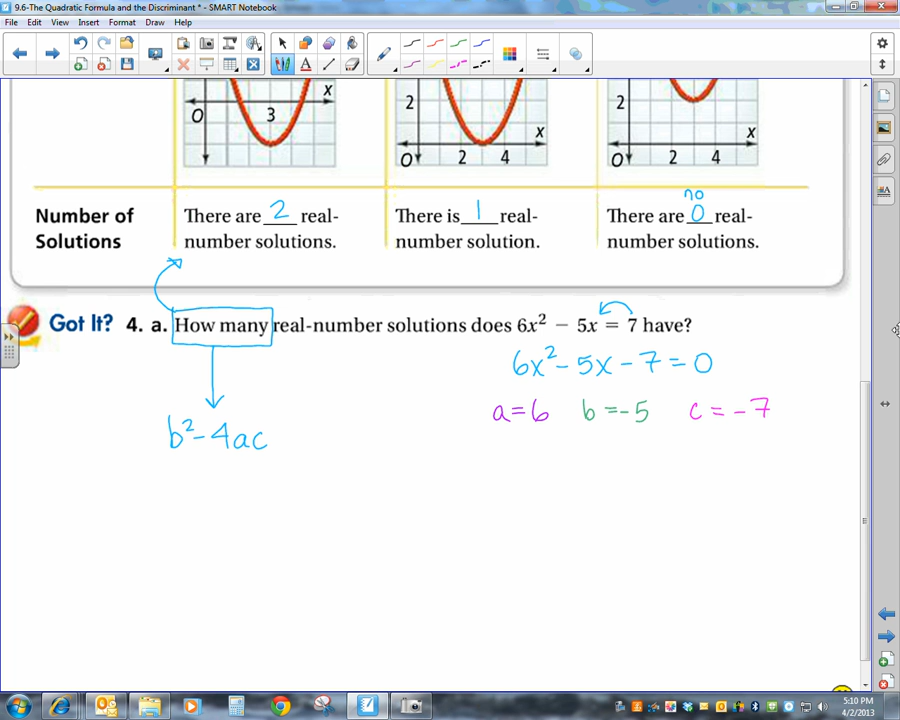 9.6-The Quadratic Formula and the Discriminant * - SMART Notebook
File Edit View Insert Format Draw Tools Window Help
x
O
3
2
x
O
2 4
2
x
O
2 4
Number of Solutions
There are 2 real-number solutions.
There is 1 real-number solution.
no
There are 0 real-number solutions.
Got It? 4. a. How many real-number solutions does 6x² − 5x = 7 have?
6x² − 5x − 7 = 0
a = 6 b = −5 c = −7
b² − 4ac
5:10 PM
4/2/2013